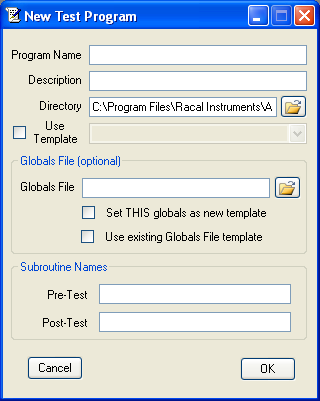 New Test Program
Program Name
Description
Directory C:\Program Files\Racal Instruments\A
Use
Template
Globals File (optional)
Globals File
Set THIS globals as new template
Use existing Globals File template
Subroutine Names
Pre-Test
Post-Test
Cancel OK